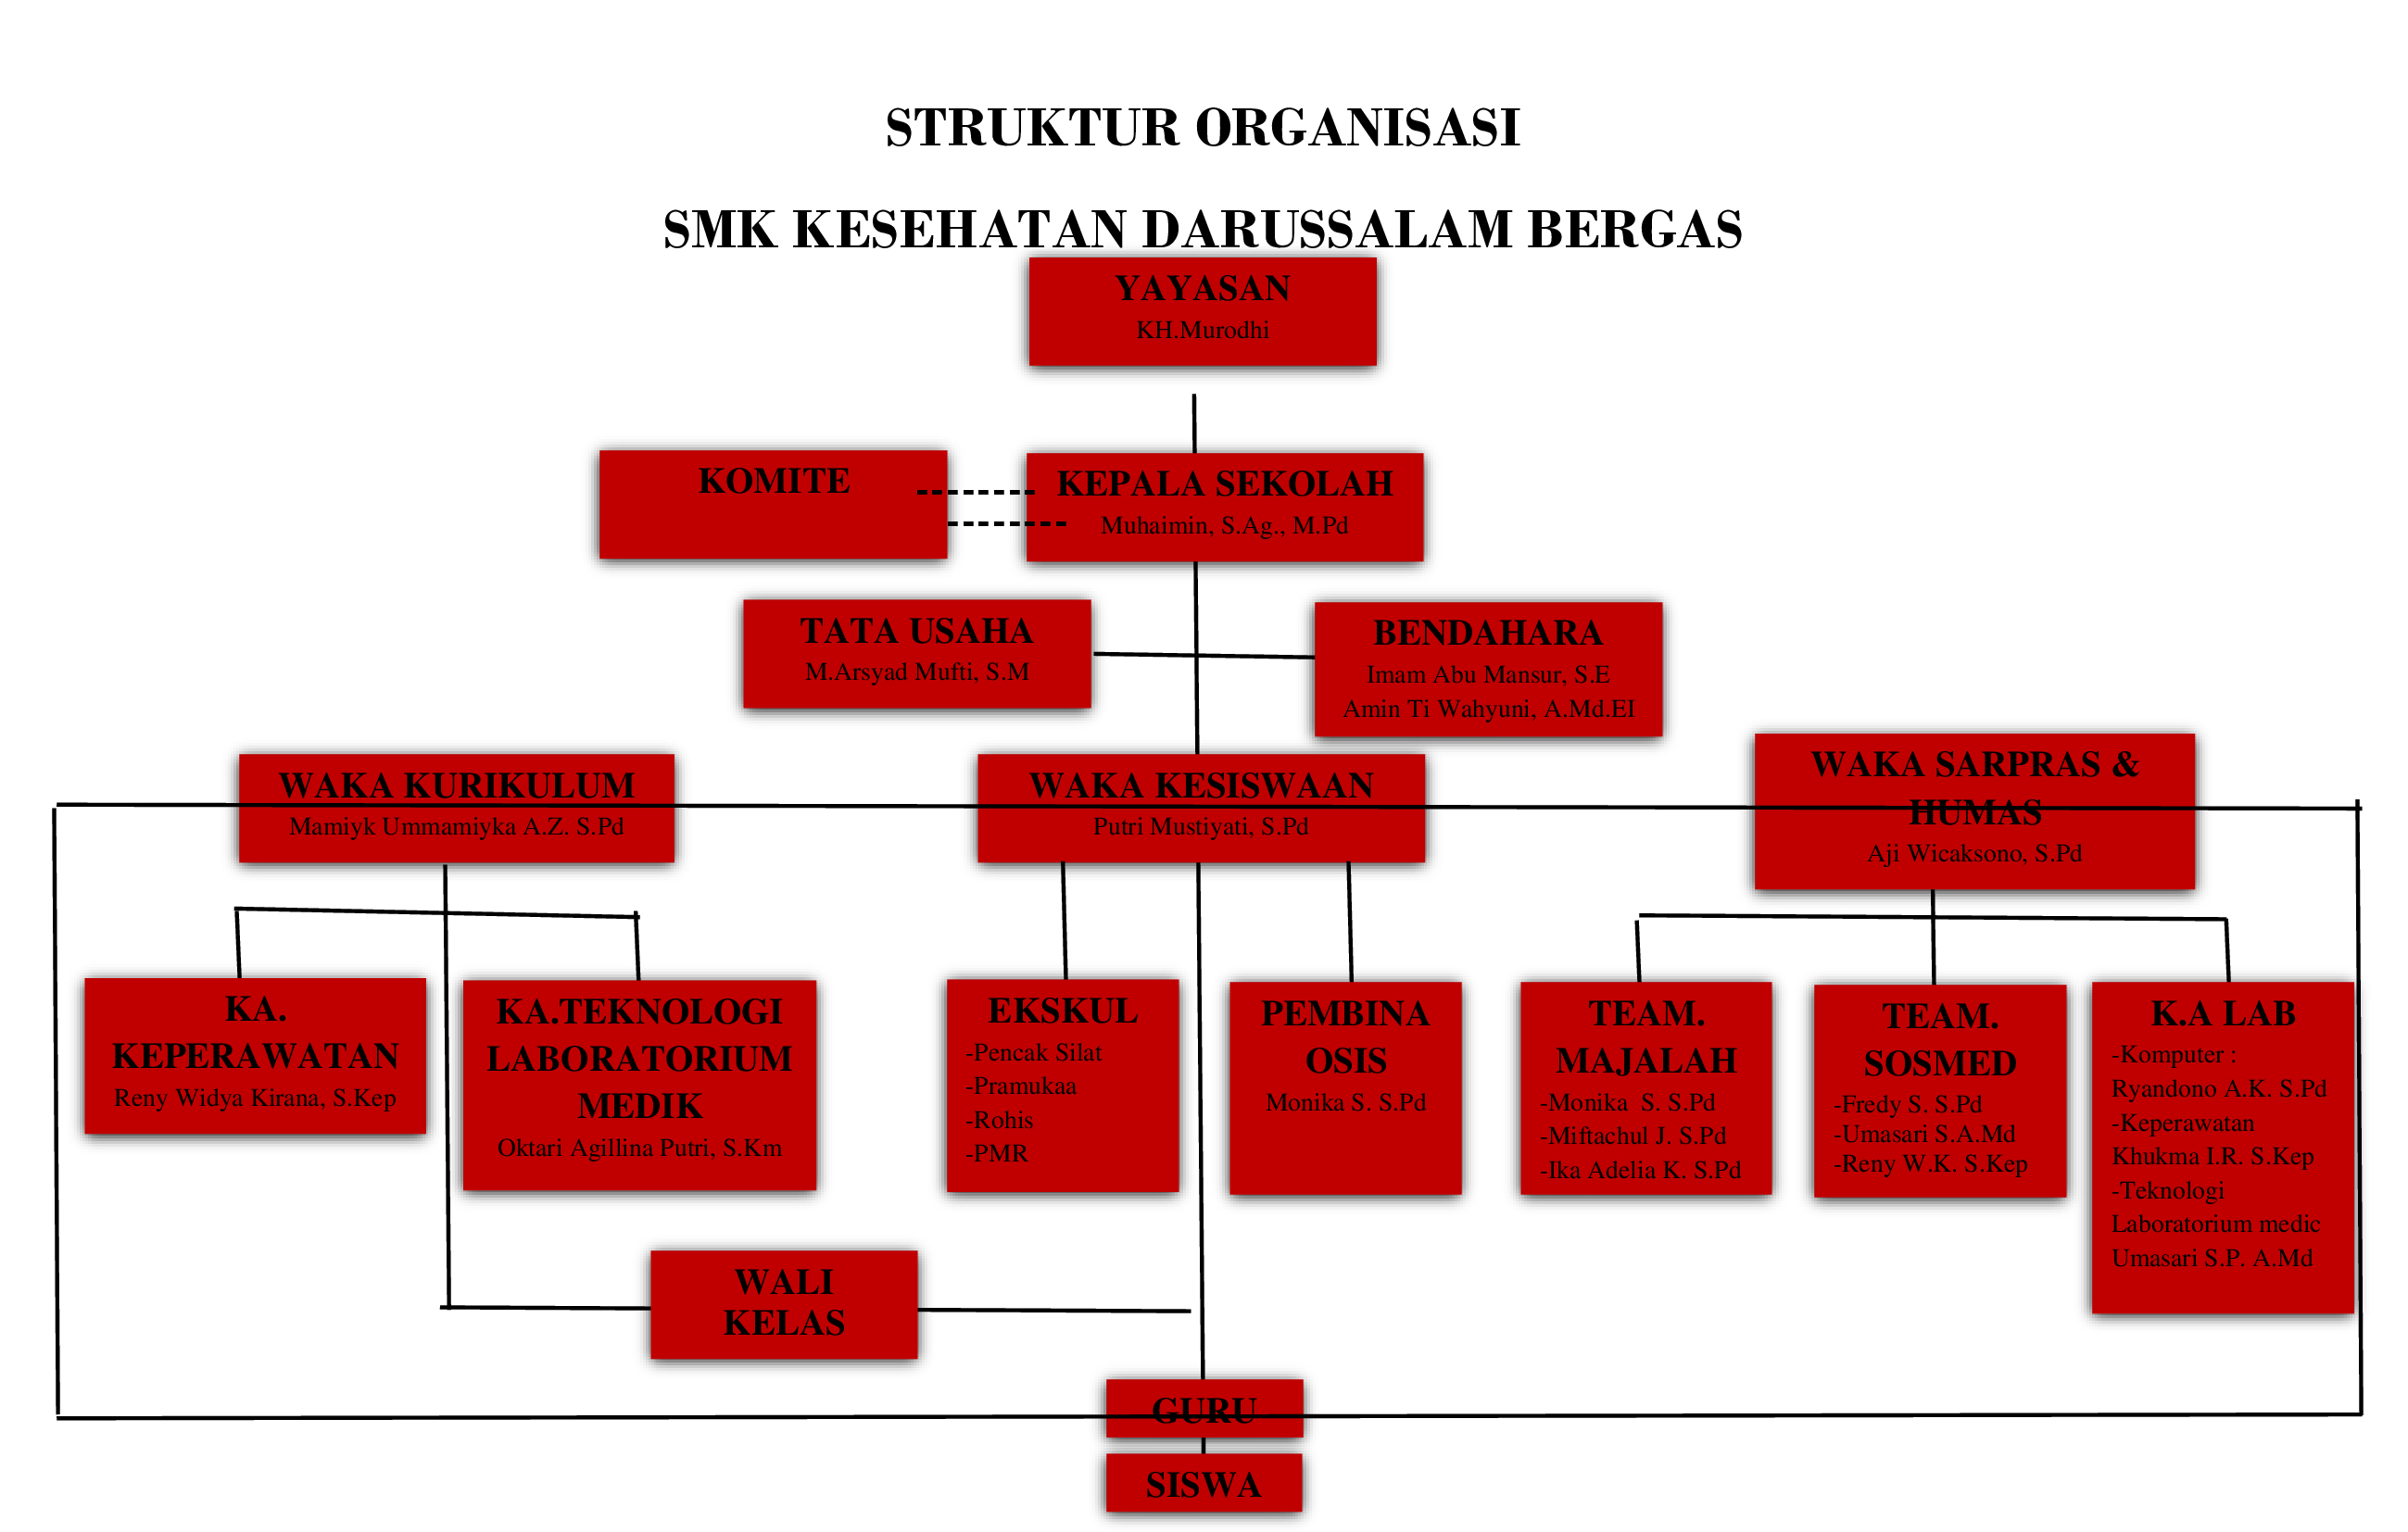 STRUKTUR ORGANISASI
SMK KESEHATAN DARUSSALAM BERGAS
YAYASAN
KH.Murodhi
KOMITE
KEPALA SEKOLAH
Muhaimin, S.Ag., M.Pd
TATA USAHA
M.Arsyad Mufti, S.M
BENDAHARA
Imam Abu Mansur, S.E
Amin Ti Wahyuni, A.Md.EI
WAKA KURIKULUM
Mamiyk Ummamiyka A.Z. S.Pd
WAKA KESISWAAN
Putri Mustiyati, S.Pd
WAKA SARPRAS &
HUMAS
Aji Wicaksono, S.Pd
KA.
KEPERAWATAN
Reny Widya Kirana, S.Kep
KA.TEKNOLOGI
LABORATORIUM
MEDIK
Oktari Agillina Putri, S.Km
EKSKUL
-Pencak Silat
-Pramukaa
-Rohis
-PMR
PEMBINA
OSIS
Monika S. S.Pd
TEAM.
MAJALAH
-Monika  S. S.Pd
-Miftachul J. S.Pd
-Ika Adelia K. S.Pd
TEAM.
SOSMED
-Fredy S. S.Pd
-Umasari S.A.Md
-Reny W.K. S.Kep
K.A LAB
-Komputer :
Ryandono A.K. S.Pd
-Keperawatan
Khukma I.R. S.Kep
-Teknologi
Laboratorium medic
Umasari S.P. A.Md
WALI
KELAS
GURU
SISWA